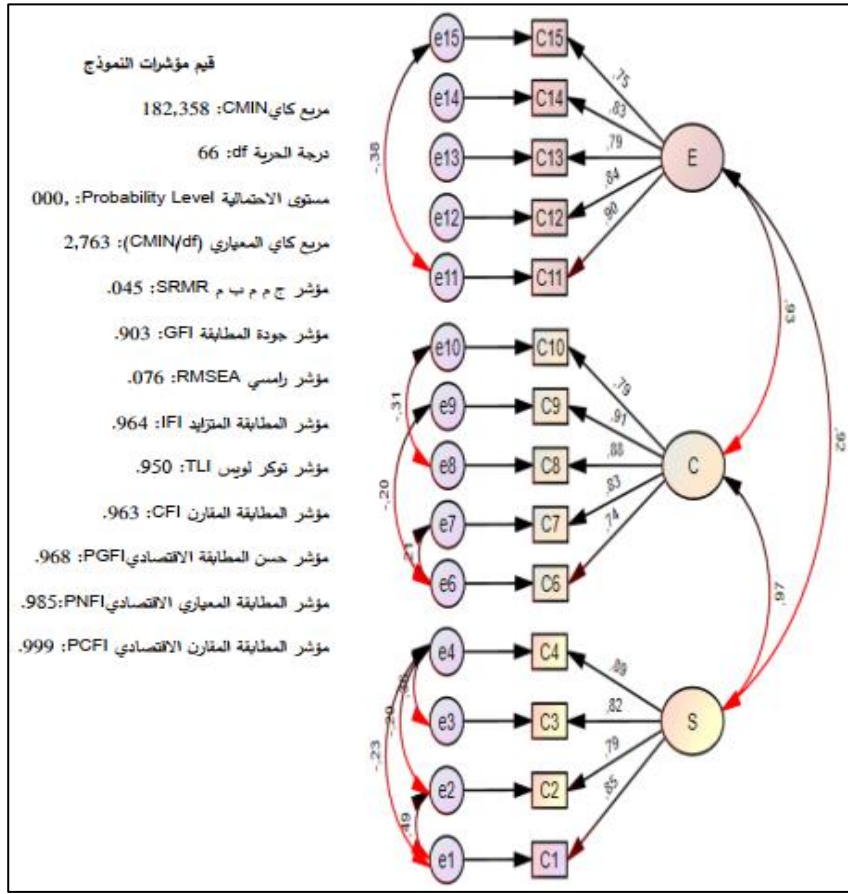 قيم مؤشرات النموذج
مربع كايCMIN: 182,358
درجة الحرية df: 66
مستوى الاحتمالية Probability Level: ,000
مربع كاي المعياري (CMIN/df): 2,763
مؤشر ج م م ب م SRMR: 045.
مؤشر جودة المطابقة GFI: 903.
مؤشر رامسي RMSEA: 076.
مؤشر المطابقة المتزايد IFI: 964.
مؤشر توكر لويس TLI: 950.
مؤشر المطابقة المقارن CFI: 963.
مؤشر حسن المطابقة الاقتصاديPGFI: 968.
مؤشر المطابقة المعياري الاقتصاديPNFI:985.
مؤشر المطابقة المقارن الاقتصادي PCFI: 999.
e15 C15 ,75
e14 C14 ,83
e13 C13 ,79 E
e12 C12 ,84
e11 C11 ,90
-,38
,93
,92
e10 C10 ,79
e9 C9 ,91
e8 C8 ,88 C
e7 C7 ,83
e6 C6 ,74
-,31
-,20
,21
,97
e4 C4 ,89
e3 C3 ,82 S
e2 C2 ,79
e1 C1 ,85
-,20
-,23
,49